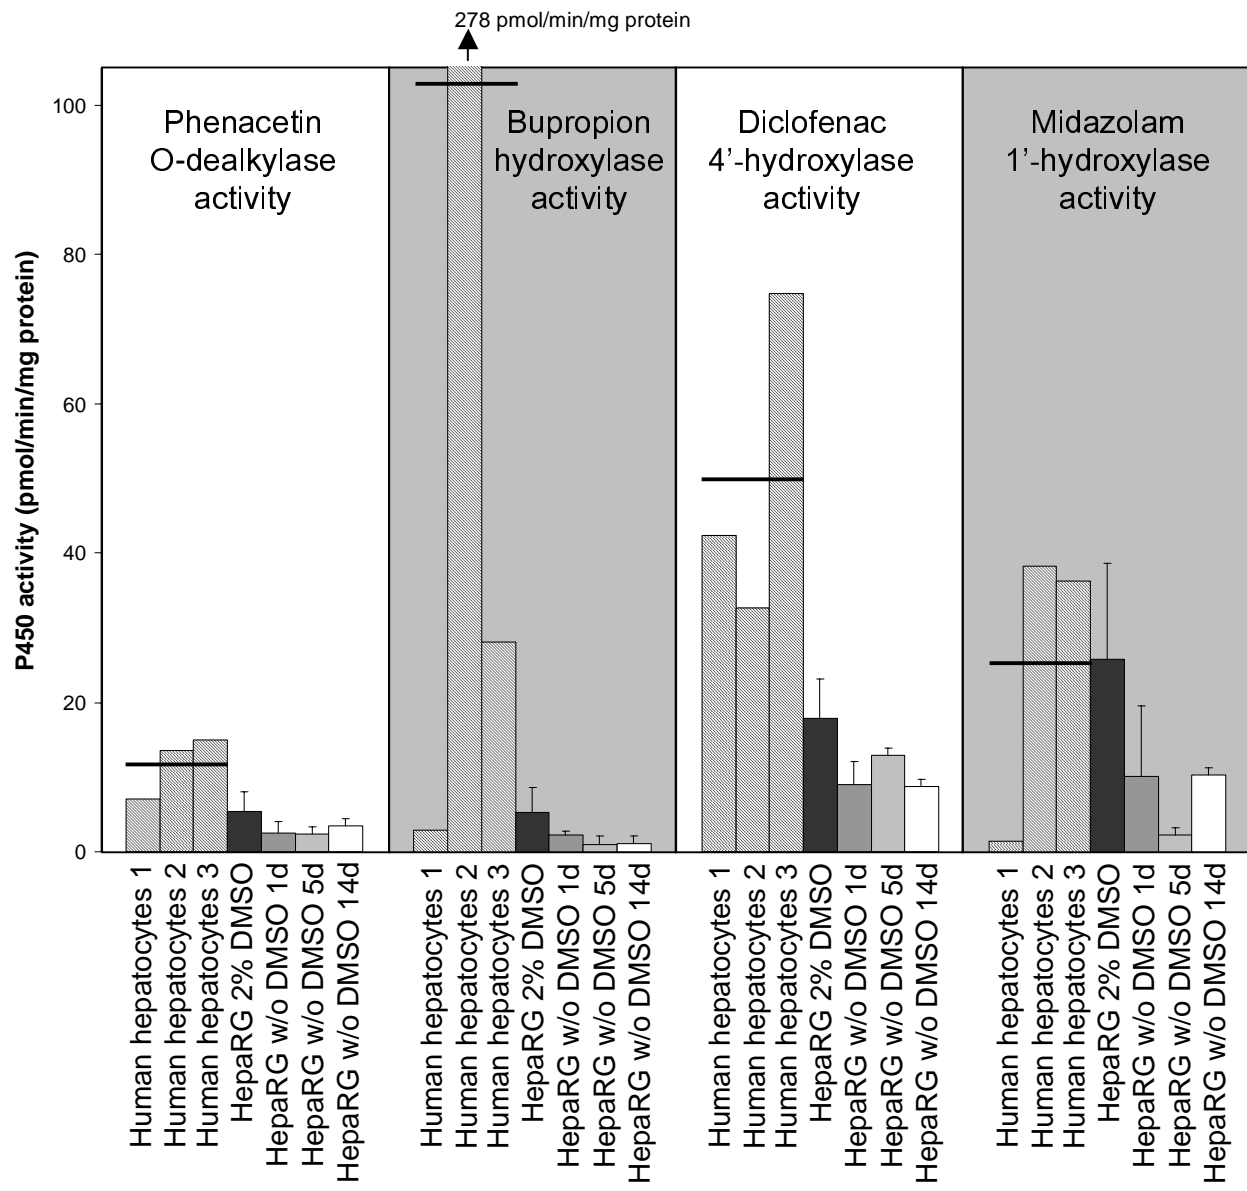 278 pmol/min/mg protein
Phenacetin
O-dealkylase
activity
Bupropion
hydroxylase
activity
Diclofenac
4’-hydroxylase
activity
Midazolam
1’-hydroxylase
activity
P450 activity (pmol/min/mg protein)
100
80
60
40
20
0
Human hepatocytes 1
Human hepatocytes 2
Human hepatocytes 3
HepaRG 2% DMSO
HepaRG w/o DMSO 1d
HepaRG w/o DMSO 5d
HepaRG w/o DMSO 14d
Human hepatocytes 1
Human hepatocytes 2
Human hepatocytes 3
HepaRG 2% DMSO
HepaRG w/o DMSO 1d
HepaRG w/o DMSO 5d
HepaRG w/o DMSO 14d
Human hepatocytes 1
Human hepatocytes 2
Human hepatocytes 3
HepaRG 2% DMSO
HepaRG w/o DMSO 1d
HepaRG w/o DMSO 5d
HepaRG w/o DMSO 14d
Human hepatocytes 1
Human hepatocytes 2
Human hepatocytes 3
HepaRG 2% DMSO
HepaRG w/o DMSO 1d
HepaRG w/o DMSO 5d
HepaRG w/o DMSO 14d